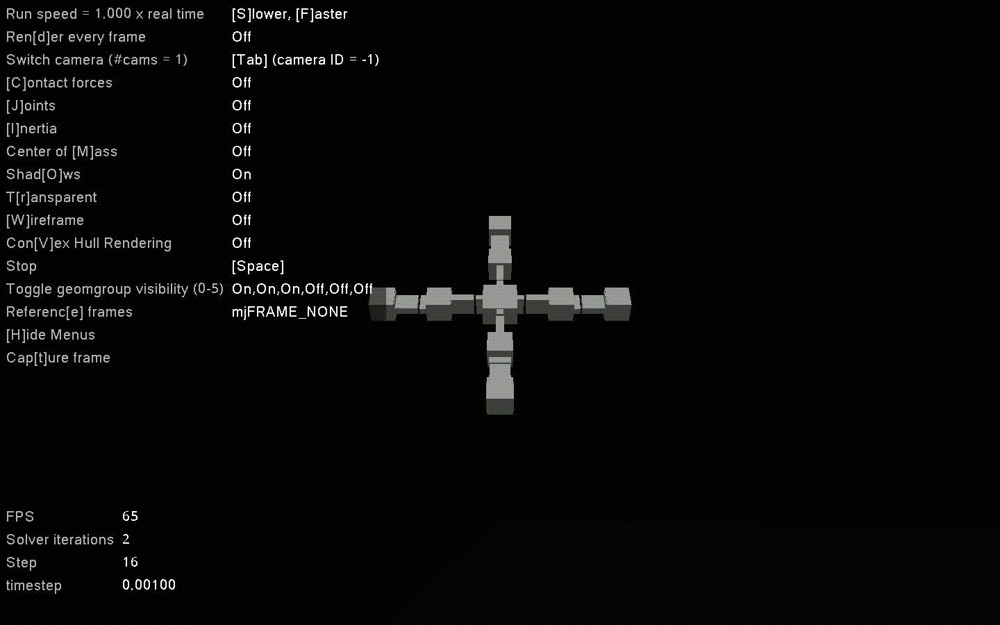 Run speed = 1.000 x real time [S]lower, [F]aster
Ren[d]er every frame Off
Switch camera (#cams = 1) [Tab] (camera ID = -1)
[C]ontact forces Off
[J]oints Off
[I]nertia Off
Center of [M]ass Off
Shad[O]ws On
T[r]ansparent Off
[W]ireframe Off
Con[V]ex Hull Rendering Off
Stop [Space]
Toggle geomgroup visibility (0-5) On,On,On,Off,Off,Off
Referenc[e] frames mjFRAME_NONE
[H]ide Menus
Cap[t]ure frame
FPS 65
Solver iterations 2
Step 16
timestep 0.00100